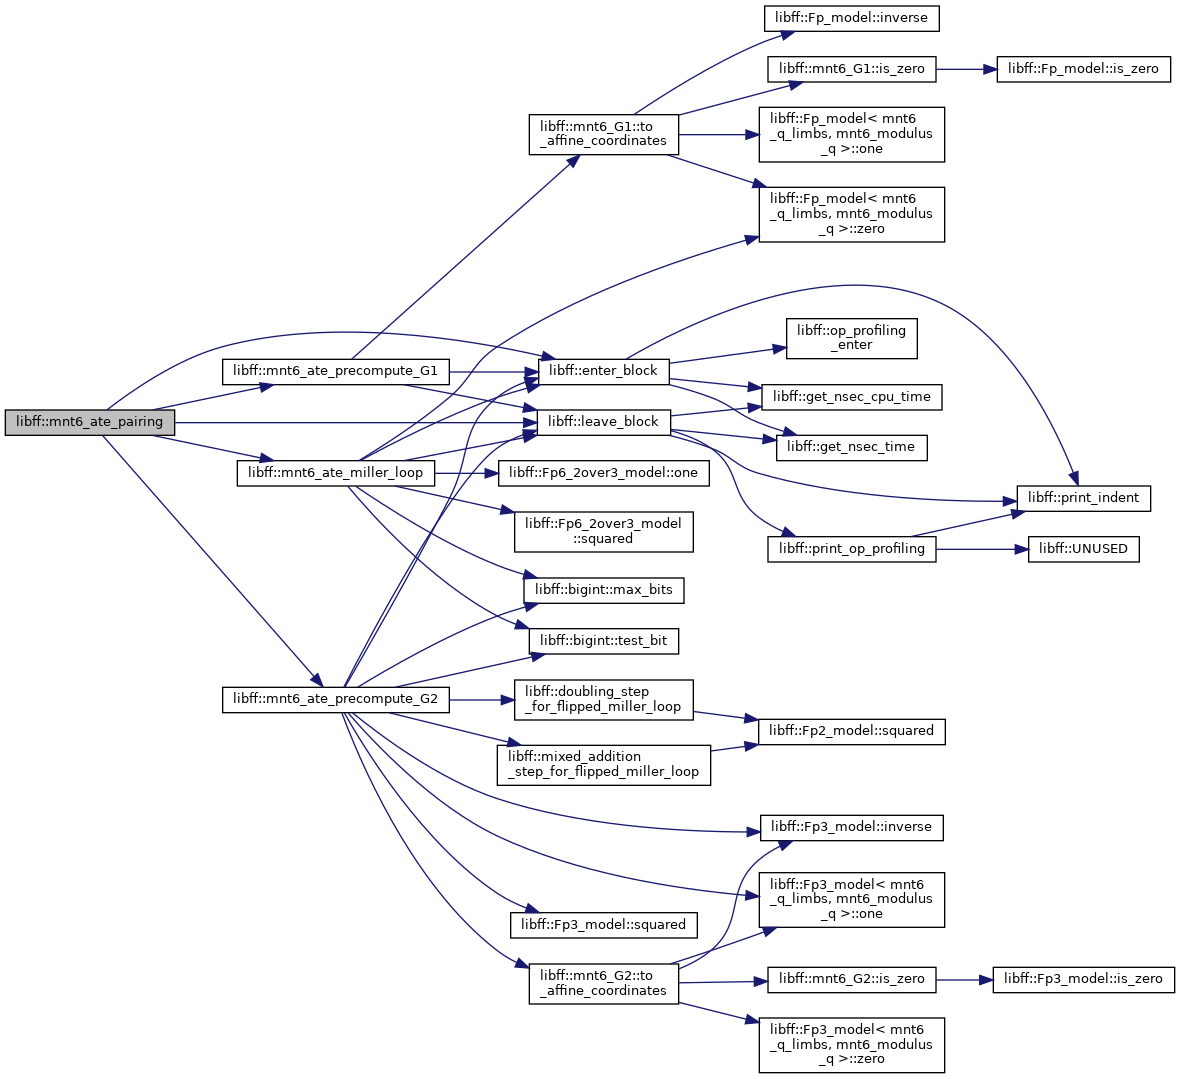 libff::Fp_model::inverse
libff::mnt6_G1::is_zero
libff::Fp_model::is_zero
libff::mnt6_G1::to
_affine_coordinates
libff::Fp_model< mnt6
_q_limbs, mnt6_modulus
_q >::one
libff::Fp_model< mnt6
_q_limbs, mnt6_modulus
_q >::zero
libff::op_profiling
_enter
libff::mnt6_ate_precompute_G1
libff::enter_block
libff::get_nsec_cpu_time
libff::mnt6_ate_pairing
libff::leave_block
libff::get_nsec_time
libff::mnt6_ate_miller_loop
libff::Fp6_2over3_model::one
libff::print_indent
libff::Fp6_2over3_model
::squared
libff::print_op_profiling
libff::UNUSED
libff::bigint::max_bits
libff::bigint::test_bit
libff::mnt6_ate_precompute_G2
libff::doubling_step
_for_flipped_miller_loop
libff::Fp2_model::squared
libff::mixed_addition
_step_for_flipped_miller_loop
libff::Fp3_model::inverse
libff::Fp3_model< mnt6
_q_limbs, mnt6_modulus
_q >::one
libff::Fp3_model::squared
libff::mnt6_G2::to
_affine_coordinates
libff::mnt6_G2::is_zero
libff::Fp3_model::is_zero
libff::Fp3_model< mnt6
_q_limbs, mnt6_modulus
_q >::zero